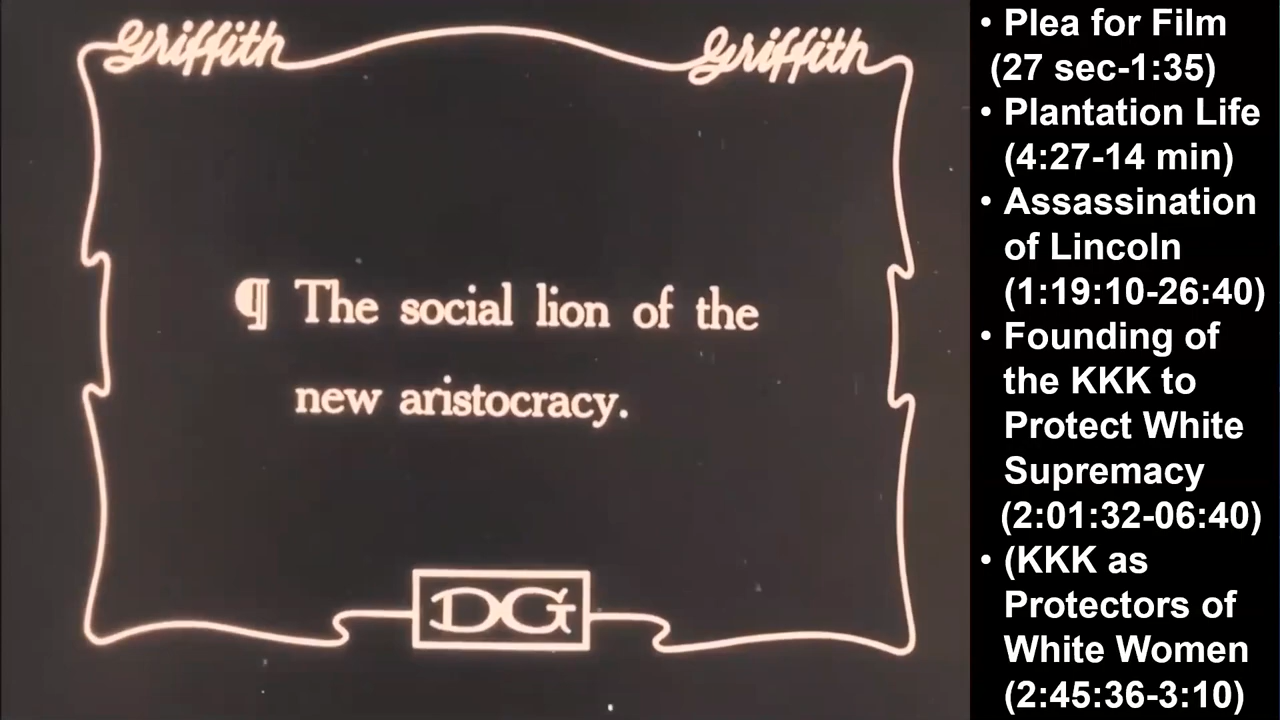 Griffith Griffith
¶ The social lion of the
new aristocracy.
DG
• Plea for Film
(27 sec-1:35)
• Plantation Life
(4:27-14 min)
• Assassination
of Lincoln
(1:19:10-26:40)
• Founding of
the KKK to
Protect White
Supremacy
(2:01:32-06:40)
• (KKK as
Protectors of
White Women
(2:45:36-3:10)